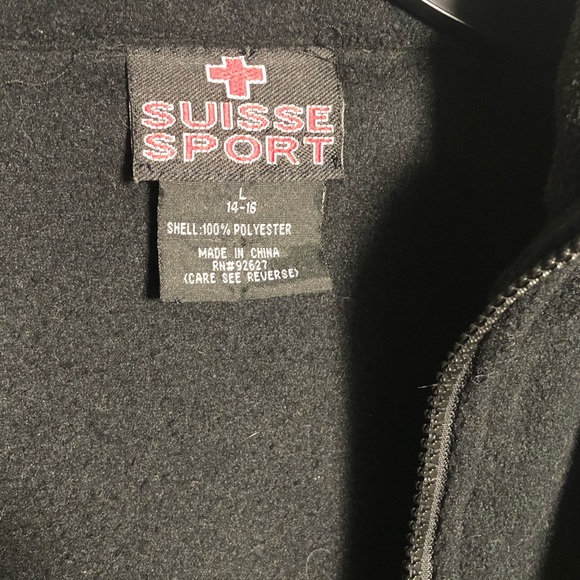 SUISSE
SPORT
L
14-16
SHELL:100% POLYESTER
MADE IN CHINA
RN#92627
(CARE SEE REVERSE)